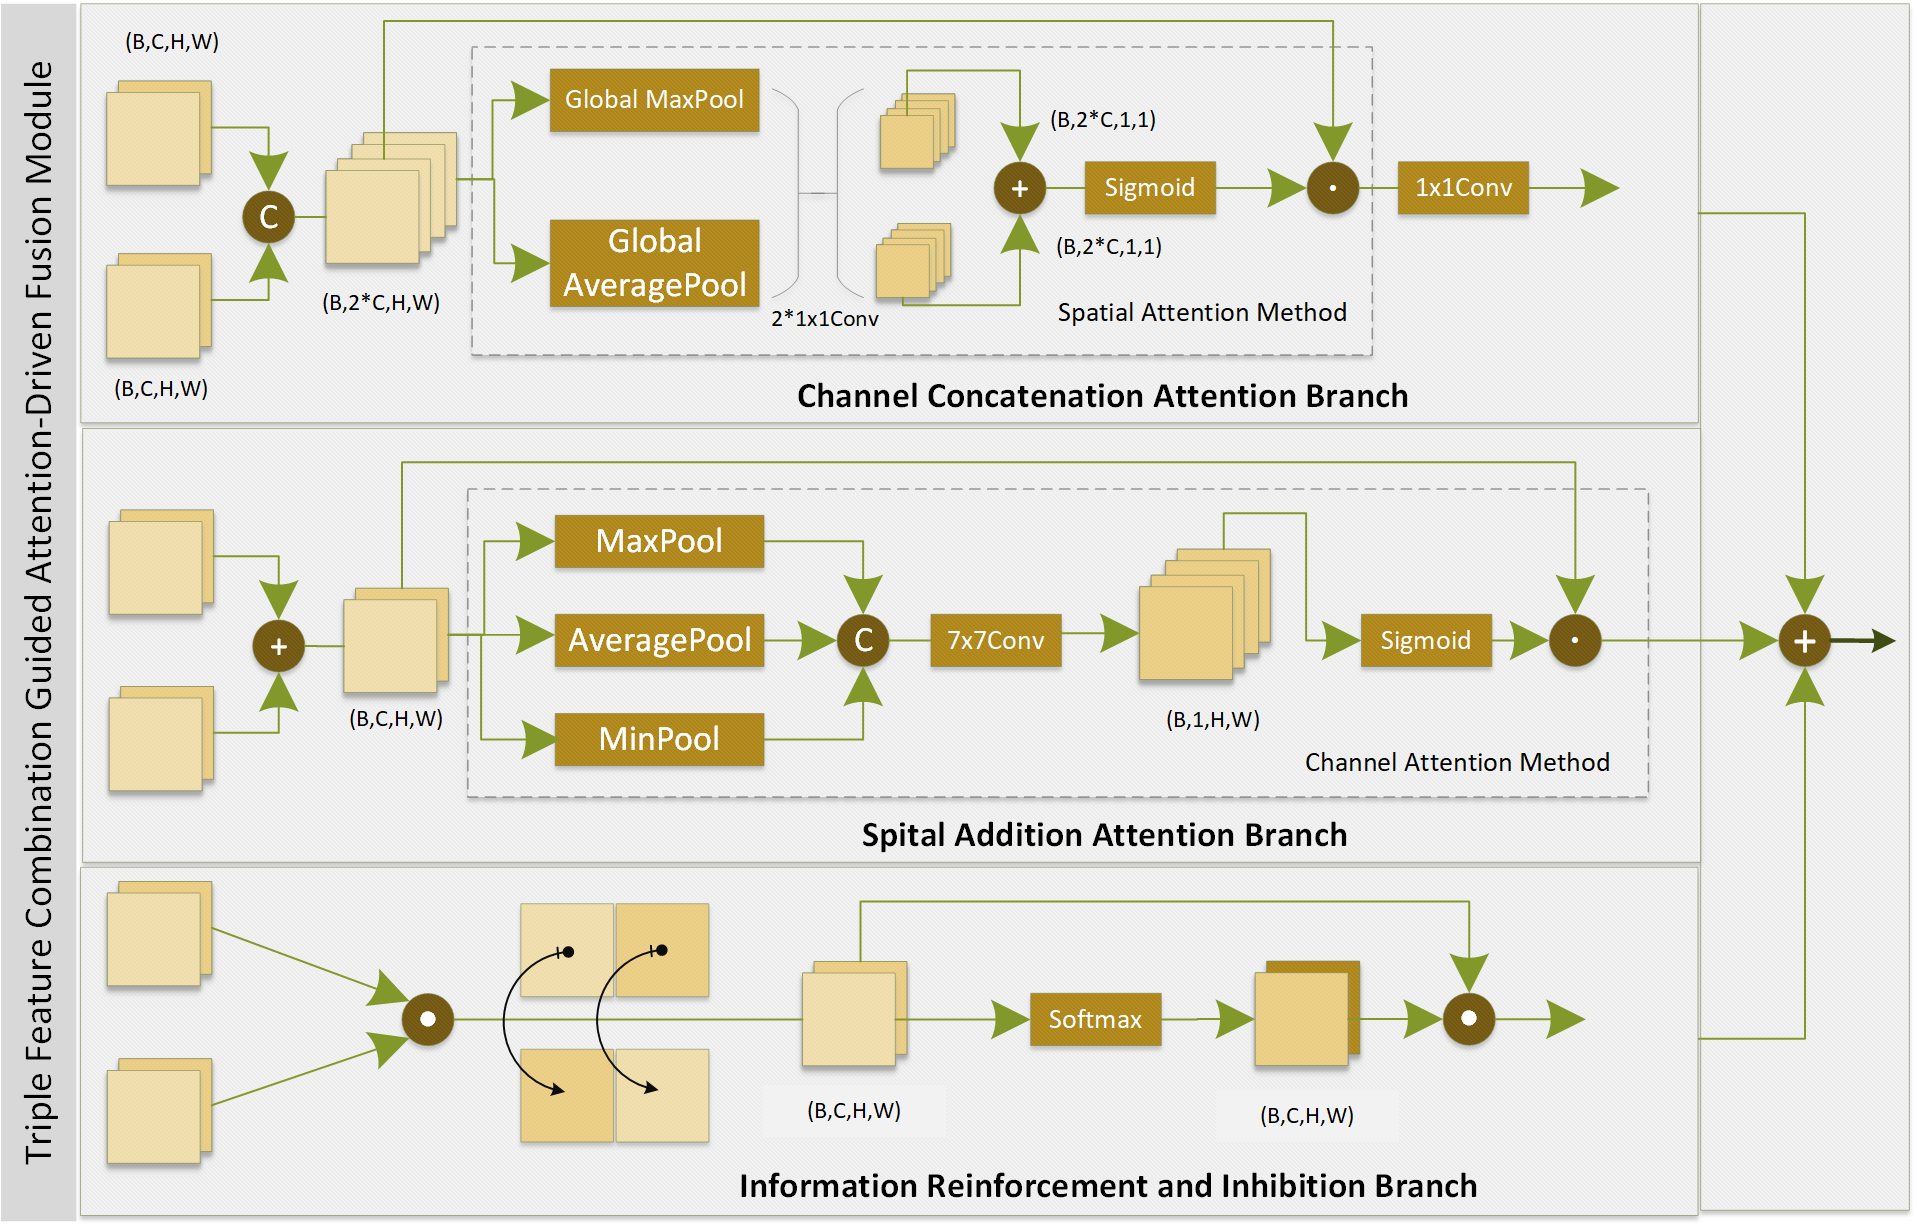 Triple Feature Combination Guided Attention-Driven Fusion Module
(B,C,H,W)
C
(B,C,H,W)
(B,2*C,H,W)
Global MaxPool
Global
AveragePool
2*1x1Conv
(B,2*C,1,1)
+
(B,2*C,1,1)
Sigmoid
1x1Conv
Spatial Attention Method
Channel Concatenation Attention Branch
+
(B,C,H,W)
MaxPool
AveragePool
MinPool
C
7x7Conv
(B,1,H,W)
Sigmoid
Channel Attention Method
Spital Addition Attention Branch
(B,C,H,W)
Softmax
(B,C,H,W)
Information Reinforcement and Inhibition Branch
+